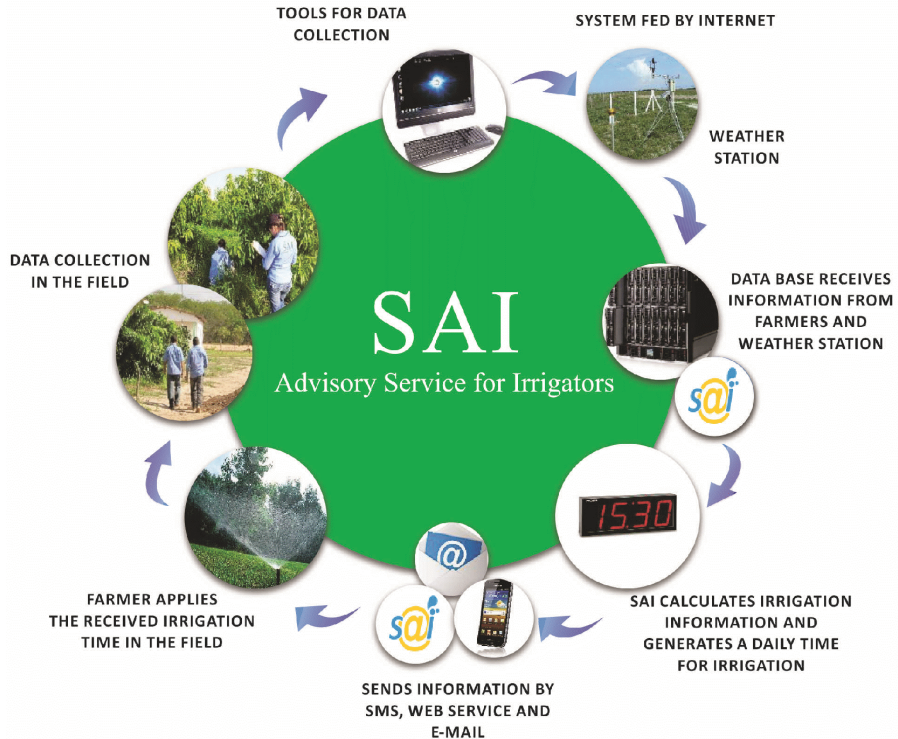 TOOLS FOR DATA
COLLECTION
SYSTEM FED BY INTERNET
WEATHER
STATION
DATA COLLECTION
IN THE FIELD
DATA BASE RECEIVES
INFORMATION FROM
FARMERS AND
WEATHER STATION
SAI
Advisory Service for Irrigators
s@i
15:30
FARMER APPLIES
THE RECEIVED IRRIGATION
TIME IN THE FIELD
@
s@i
SAI CALCULATES IRRIGATION
INFORMATION AND
GENERATES A DAILY TIME
FOR IRRIGATION
SENDS INFORMATION BY
SMS, WEB SERVICE AND
E-MAIL